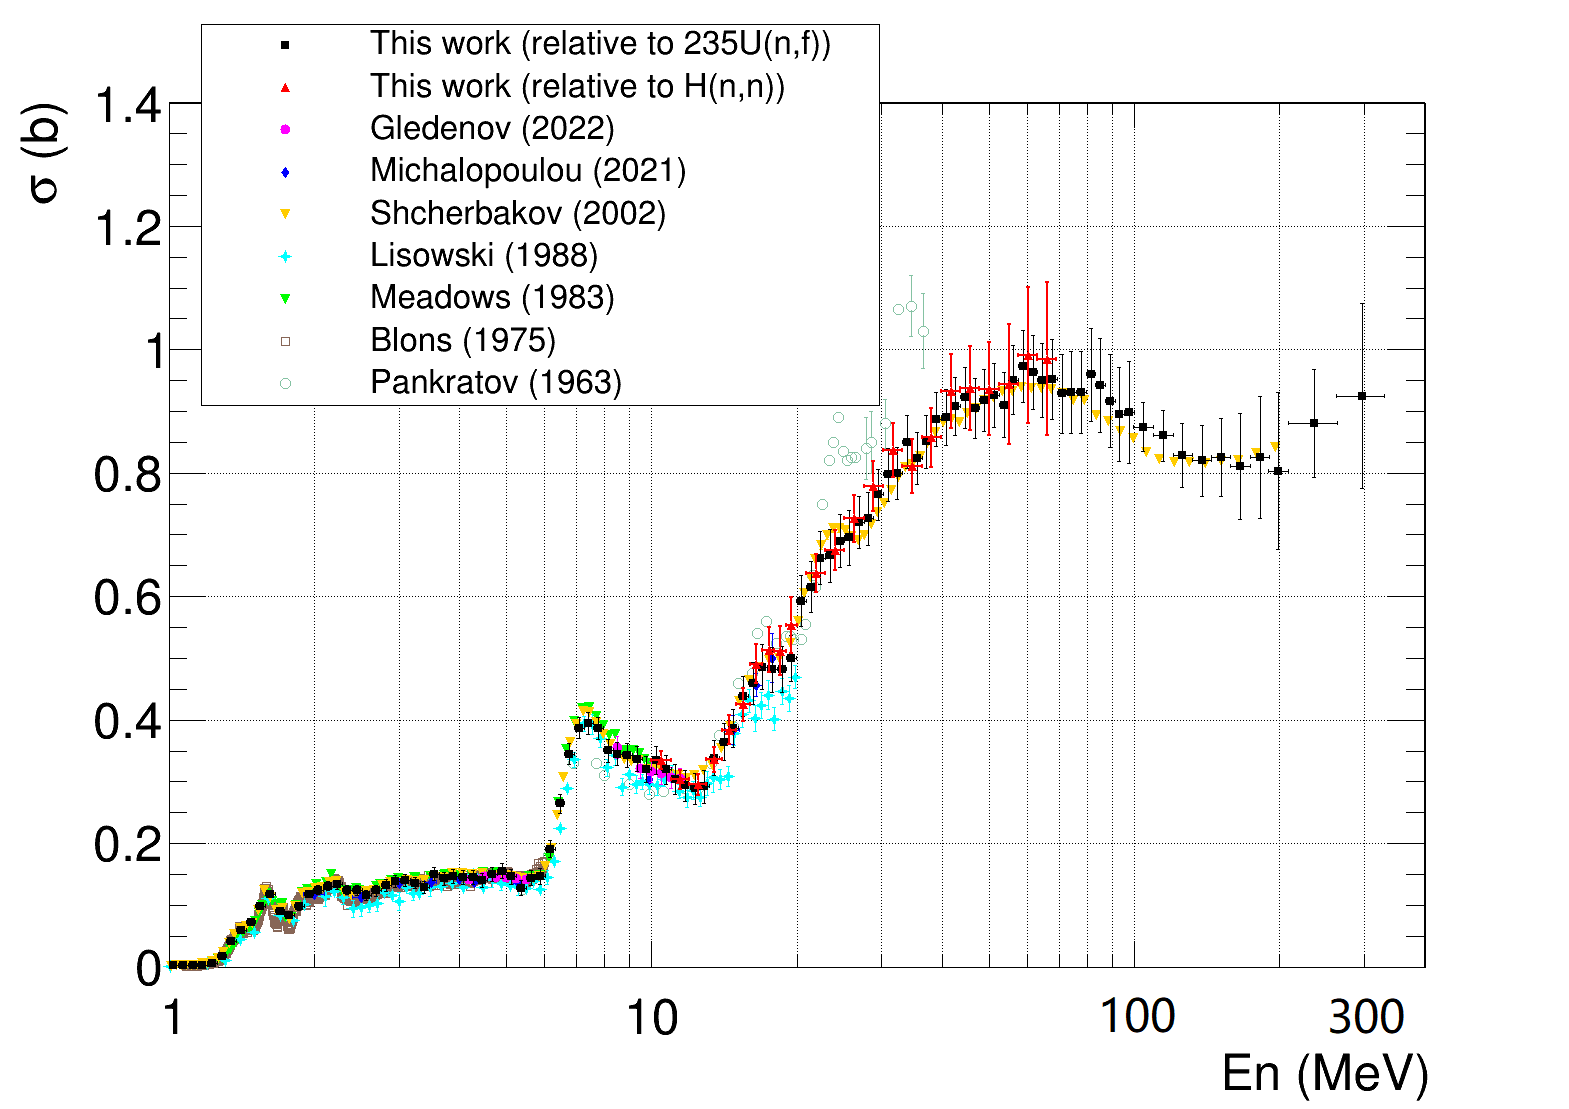 This work (relative to 235U(n,f))
This work (relative to H(n,n))
Gledenov (2022)
Michalopoulou (2021)
Shcherbakov (2002)
Lisowski (1988)
Meadows (1983)
Blons (1975)
Pankratov (1963)
σ (b)
1.4
1.2
1
0.8
0.6
0.4
0.2
0
1 10 100 300
En (MeV)